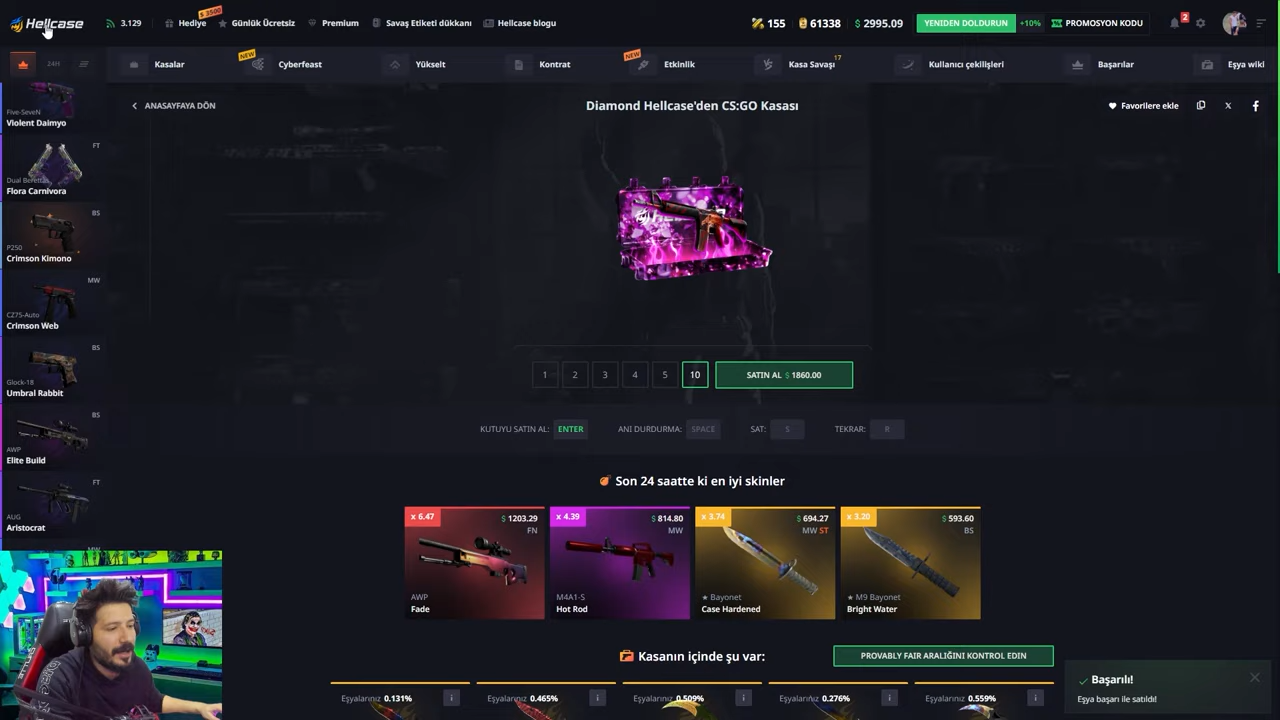 Hellcase
3.129
Hediye
$ 3500
Günlük Ücretsiz
Premium
Savaş Etiketi dükkanı
Hellcase blogu
155
61338
$ 2995.09
YENİDEN DOLDURUN
+10%
PROMOSYON KODU
2
24H
Kasalar
NEW
Cyberfeast
Yükselt
Kontrat
NEW
Etkinlik
Kasa Savaşı
17
Kullanıcı çekilişleri
Başarılar
Eşya wiki
ANASAYFAYA DÖN
Diamond Hellcase'den CS:GO Kasası
Favorilere ekle
Five-SeveN
Violent Daimyo
FT
Dual Berettas
Flora Carnivora
BS
P250
Crimson Kimono
MW
CZ75-Auto
Crimson Web
BS
Glock-18
Umbral Rabbit
BS
AWP
Elite Build
FT
AUG
Aristocrat
MW
1 2 3 4 5 10
SATIN AL $ 1860.00
KUTUYU SATIN AL: ENTER
ANI DURDURMA: SPACE
SAT: S
TEKRAR: R
Son 24 saatte ki en iyi skinler
x 6.47
$ 1203.29
FN
AWP
Fade
x 4.39
$ 814.80
MW
M4A1-S
Hot Rod
x 3.74
$ 694.27
MW ST
★ Bayonet
Case Hardened
x 3.20
$ 593.60
BS
★ M9 Bayonet
Bright Water
Kasanın içinde şu var:
PROVABLY FAIR ARALIĞINI KONTROL EDIN
Eşyalarınız 0.131%
Eşyalarınız 0.465%
Eşyalarınız 0.509%
Eşyalarınız 0.276%
Eşyalarınız 0.559%
Başarılı!
Eşya başarı ile satıldı!